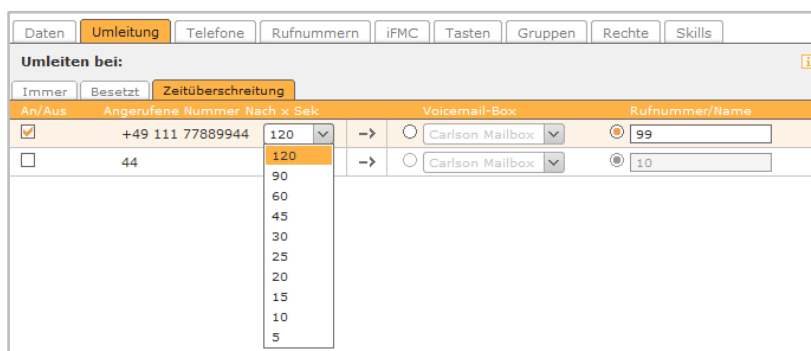 Daten Umleitung Telefone Rufnummern iFMC Tasten Gruppen Rechte Skills
Umleiten bei:
Immer Besetzt Zeitüberschreitung
An/Aus Angerufene Nummer Nach x Sek Voicemail-Box Rufnummer/Name
+49 111 77889944 120 -> Carlson Mailbox 99
44 -> Carlson Mailbox 10
120
90
60
45
30
25
20
15
10
5